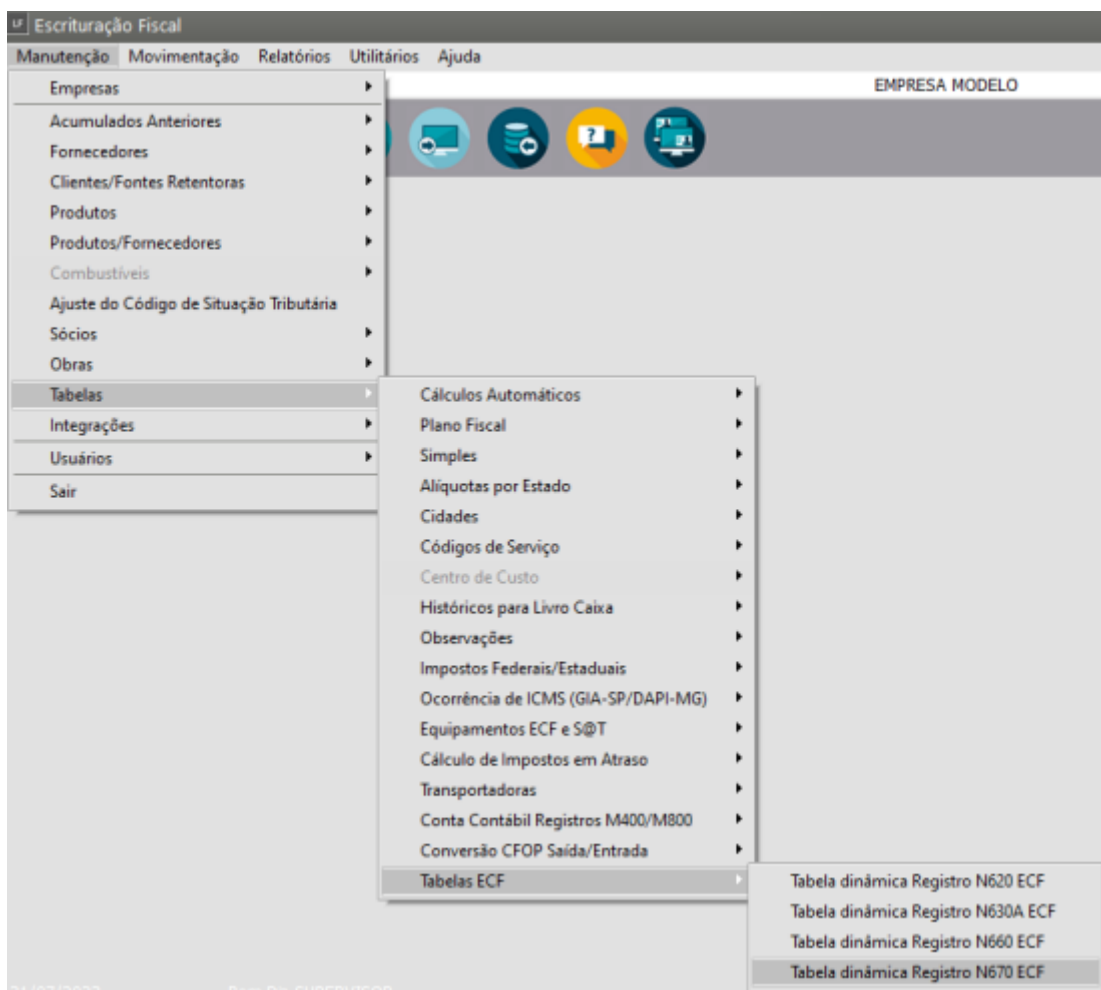 LF Escrituração Fiscal
Manutenção Movimentação Relatórios Utilitários Ajuda
EMPRESA MODELO
Empresas
Acumulados Anteriores
Fornecedores
Clientes/Fontes Retentoras
Produtos
Produtos/Fornecedores
Combustíveis
Ajuste do Código de Situação Tributária
Sócios
Obras
Tabelas
Integrações
Usuários
Sair
Cálculos Automáticos
Plano Fiscal
Simples
Alíquotas por Estado
Cidades
Códigos de Serviço
Centro de Custo
Históricos para Livro Caixa
Observações
Impostos Federais/Estaduais
Ocorrência de ICMS (GIA-SP/DAPI-MG)
Equipamentos ECF e S@T
Cálculo de Impostos em Atraso
Transportadoras
Conta Contábil Registros M400/M800
Conversão CFOP Saída/Entrada
Tabelas ECF
Tabela dinâmica Registro N620 ECF
Tabela dinâmica Registro N630A ECF
Tabela dinâmica Registro N660 ECF
Tabela dinâmica Registro N670 ECF